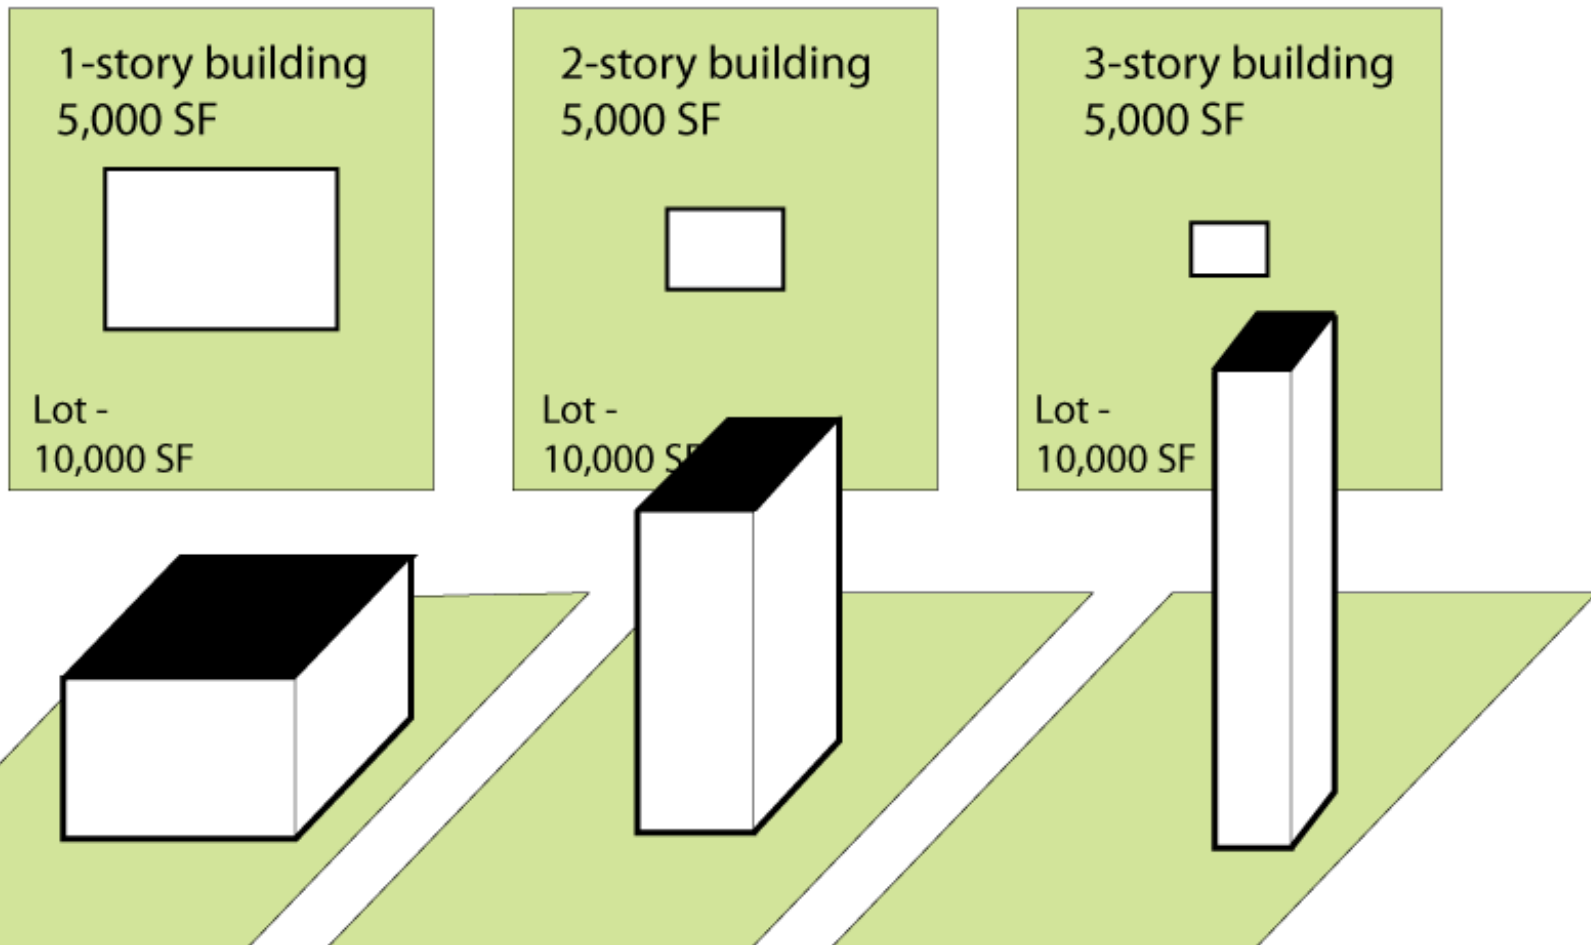 1-story building
5,000 SF
Lot -
10,000 SF
2-story building
5,000 SF
Lot -
10,000 SF
3-story building
5,000 SF
Lot -
10,000 SF